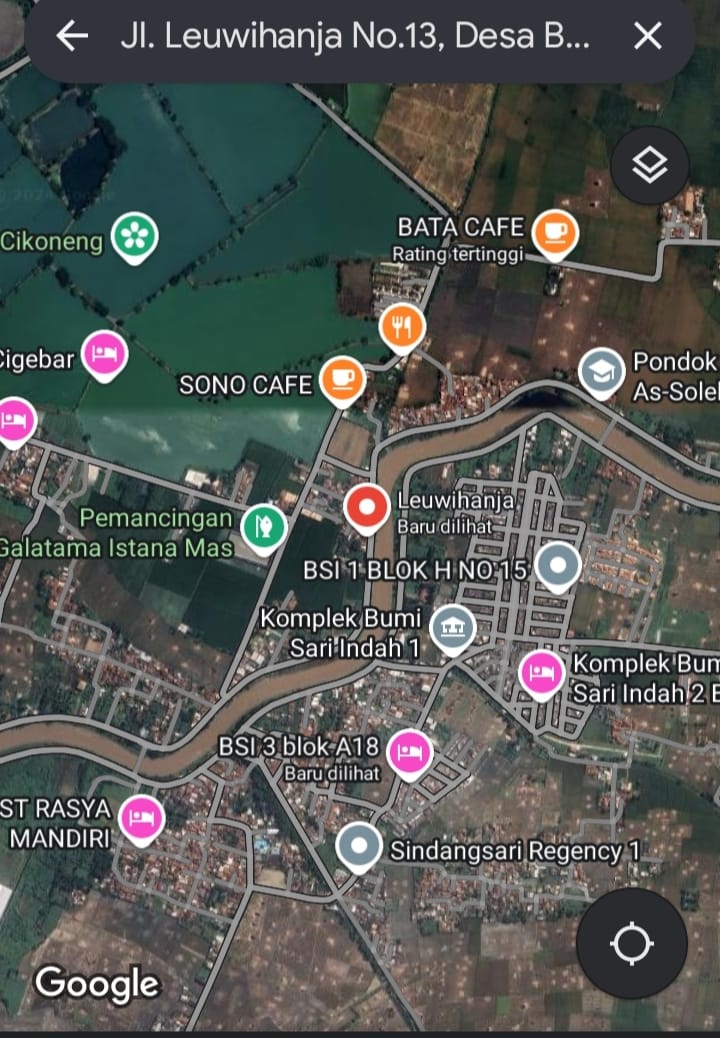 Jl. Leuwihanja No.13, Desa B...
BATA CAFE
Rating tertinggi
Cikoneng
Cigebar
SONO CAFE
Pondok
As-Sole
Leuwihanja
Baru dilihat
Pemancingan
Galatama Istana Mas
BSI 1 BLOK H NO 15
Komplek Bumi
Sari Indah 1
Komplek Bum
Sari Indah 2 B
BSI 3 blok A18
Baru dilihat
ST RASYA
MANDIRI
Sindangsari Regency 1
Google